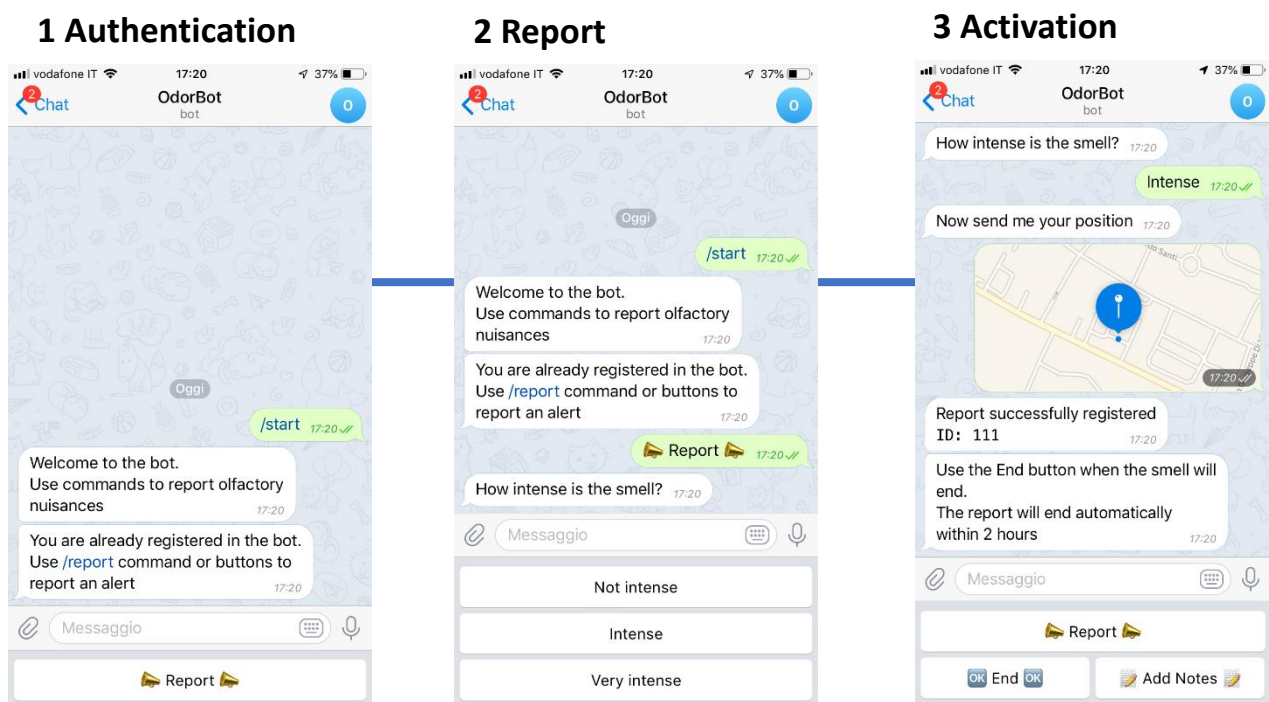 1 Authentication
vodafone IT 17:20 37%
2
Chat
OdorBot
bot
O
Oggi
/start 17:20
Welcome to the bot.
Use commands to report olfactory
nuisances 17:20
You are already registered in the bot.
Use /report command or buttons to
report an alert 17:20
Messaggio
Report
2 Report
vodafone IT 17:20 37%
2
Chat
OdorBot
bot
O
Oggi
/start 17:20
Welcome to the bot.
Use commands to report olfactory
nuisances 17:20
You are already registered in the bot.
Use /report command or buttons to
report an alert 17:20
Report 17:20
How intense is the smell? 17:20
Messaggio
Not intense
Intense
Very intense
3 Activation
vodafone IT 17:20 37%
2
Chat
OdorBot
bot
O
How intense is the smell? 17:20
Intense 17:20
Now send me your position 17:20
Santi
17:20
Report successfully registered
ID: 111 17:20
Use the End button when the smell will
end.
The report will end automatically
within 2 hours 17:20
Messaggio
Report
OK End OK
Add Notes